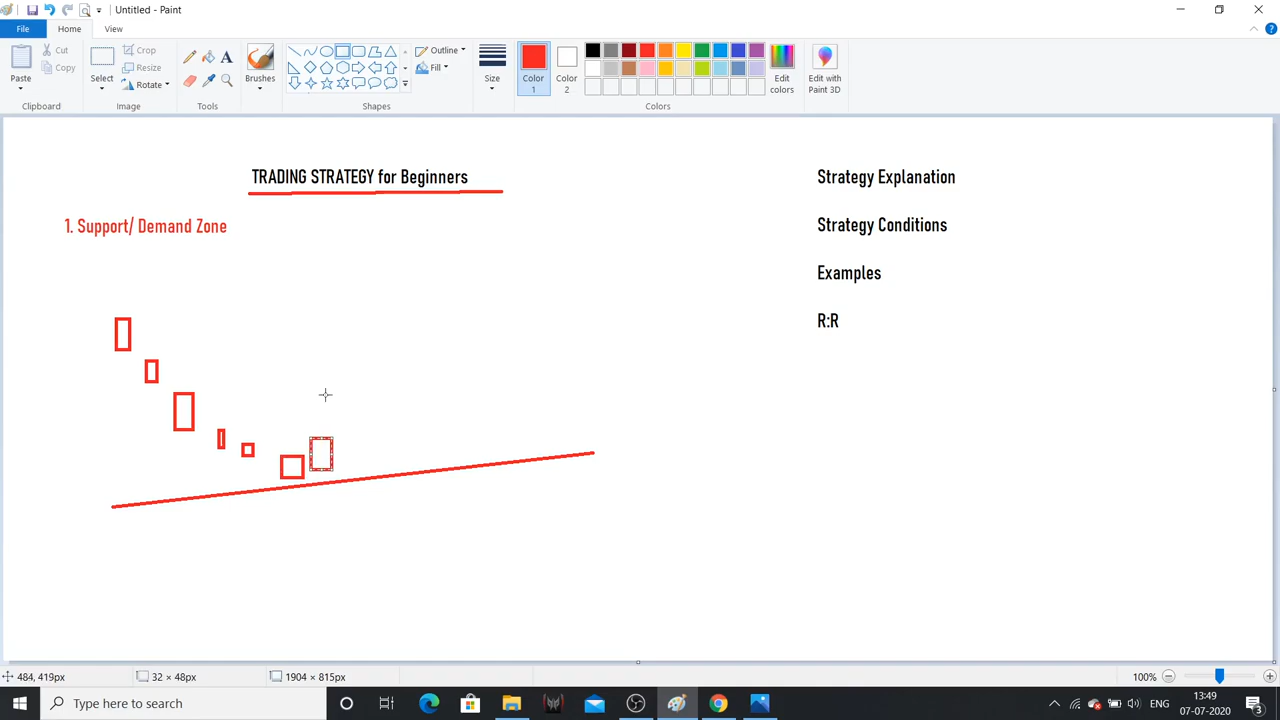 Untitled - Paint
File
Home
View
Paste
Cut
Copy
Clipboard
Select
Crop
Resize
Rotate
Image
A
Tools
Brushes
Shapes
Outline
Fill
Size
Color 1
Color 2
Edit colors
Colors
Edit with Paint 3D
TRADING STRATEGY for Beginners
1. Support/ Demand Zone
Strategy Explanation
Strategy Conditions
Examples
R:R
484, 419px
32 × 48px
1904 × 815px
100%
Type here to search
ENG
13:49
07-07-2020
3